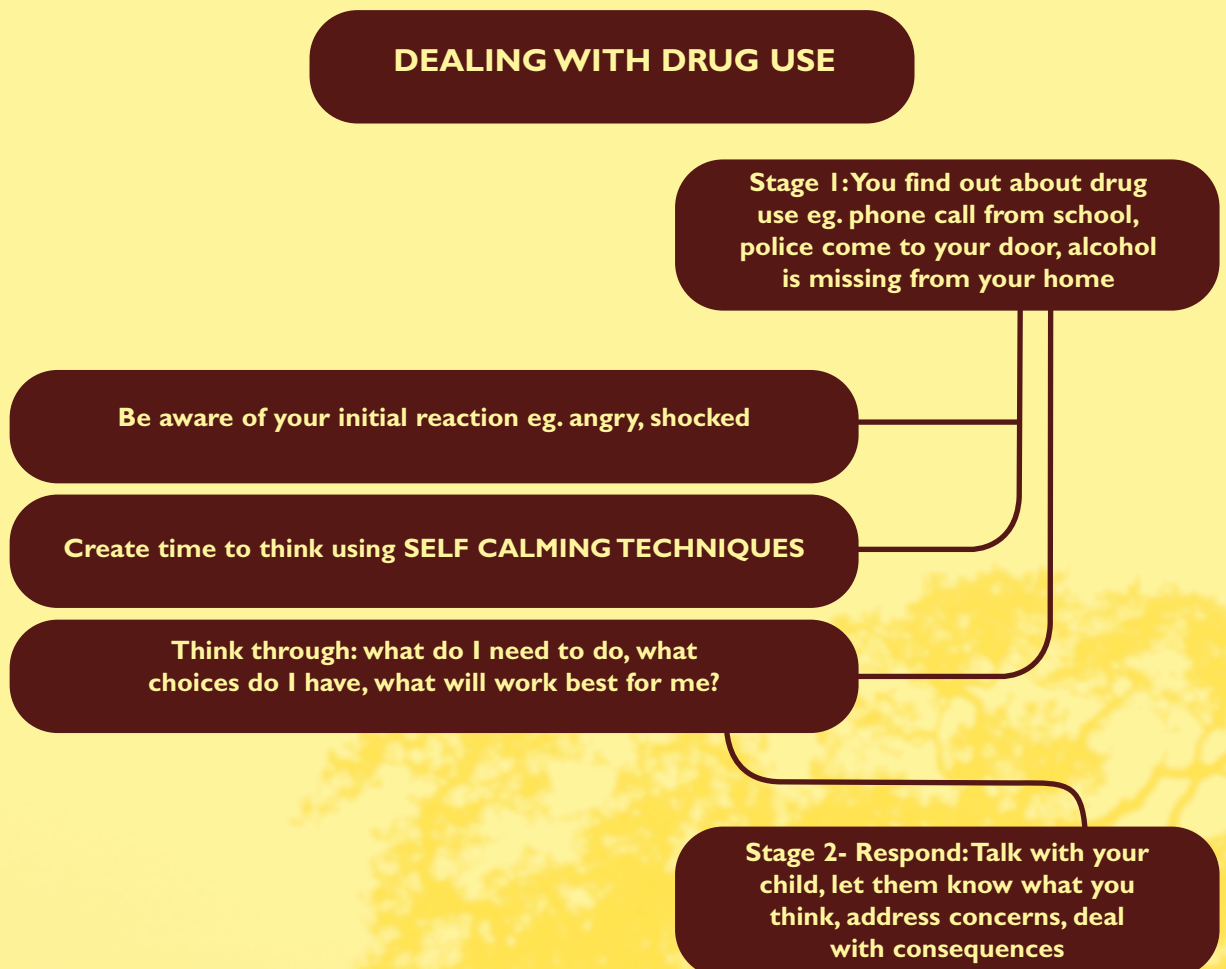 DEALING WITH DRUG USE
Stage 1: You find out about drug
use eg. phone call from school,
police come to your door, alcohol
is missing from your home
Be aware of your initial reaction eg. angry, shocked
Create time to think using SELF CALMING TECHNIQUES
Think through: what do I need to do, what
choices do I have, what will work best for me?
Stage 2- Respond: Talk with your
child, let them know what you
think, address concerns, deal
with consequences